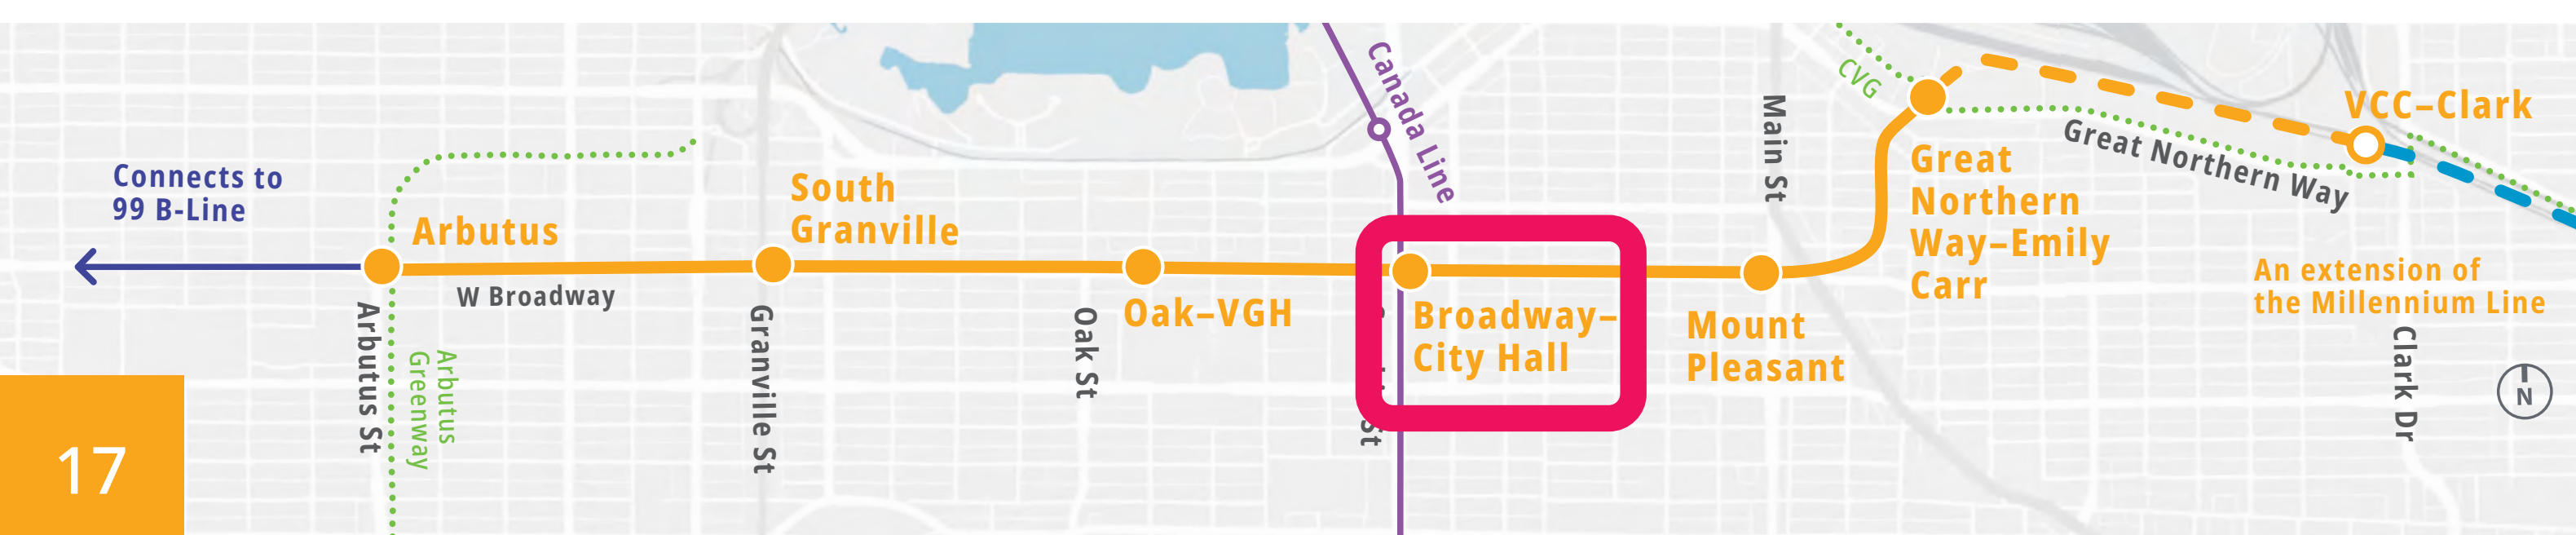 Connects to
99 B-Line
Arbutus
South
Granville
W Broadway
Arbutus St
Arbutus
Greenway
Granville St
Oak St
Oak–VGH
Canada Line
Broadway–
City Hall
St
Main St
Mount
Pleasant
CVG
Great
Northern
Way–Emily
Carr
Great Northern Way
VCC–Clark
An extension of
the Millennium Line
Clark Dr
N
17